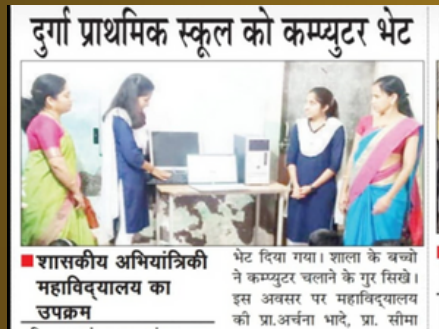 दुर्गा प्राथमिक स्कूल को कम्प्युटर भेट
■ शासकीय अभियांत्रिकी
महाविद्यालय का
उपक्रम
भेट दिया गया। शाला के बच्चो
ने कम्प्युटर चलाने के गुर सिखे।
इस अवसर पर महाविद्यालय
की प्रा.अर्चना भादे, प्रा. सीमा